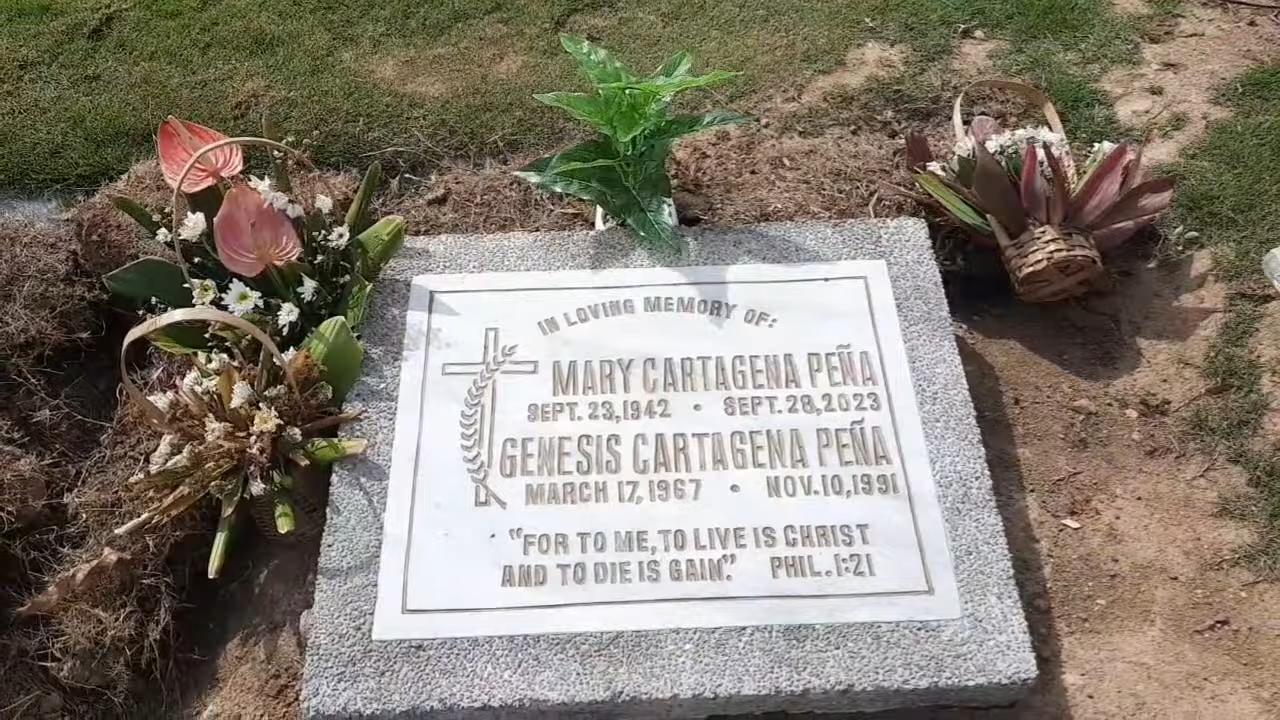 IN LOVING MEMORY OF:
MARY CARTAGENA PEÑA
SEPT. 23, 1942 • SEPT. 28, 2023
GENESIS CARTAGENA PEÑA
MARCH 17, 1967 • NOV. 10, 1991
"FOR TO ME, TO LIVE IS CHRIST
AND TO DIE IS GAIN." PHIL. 1:21